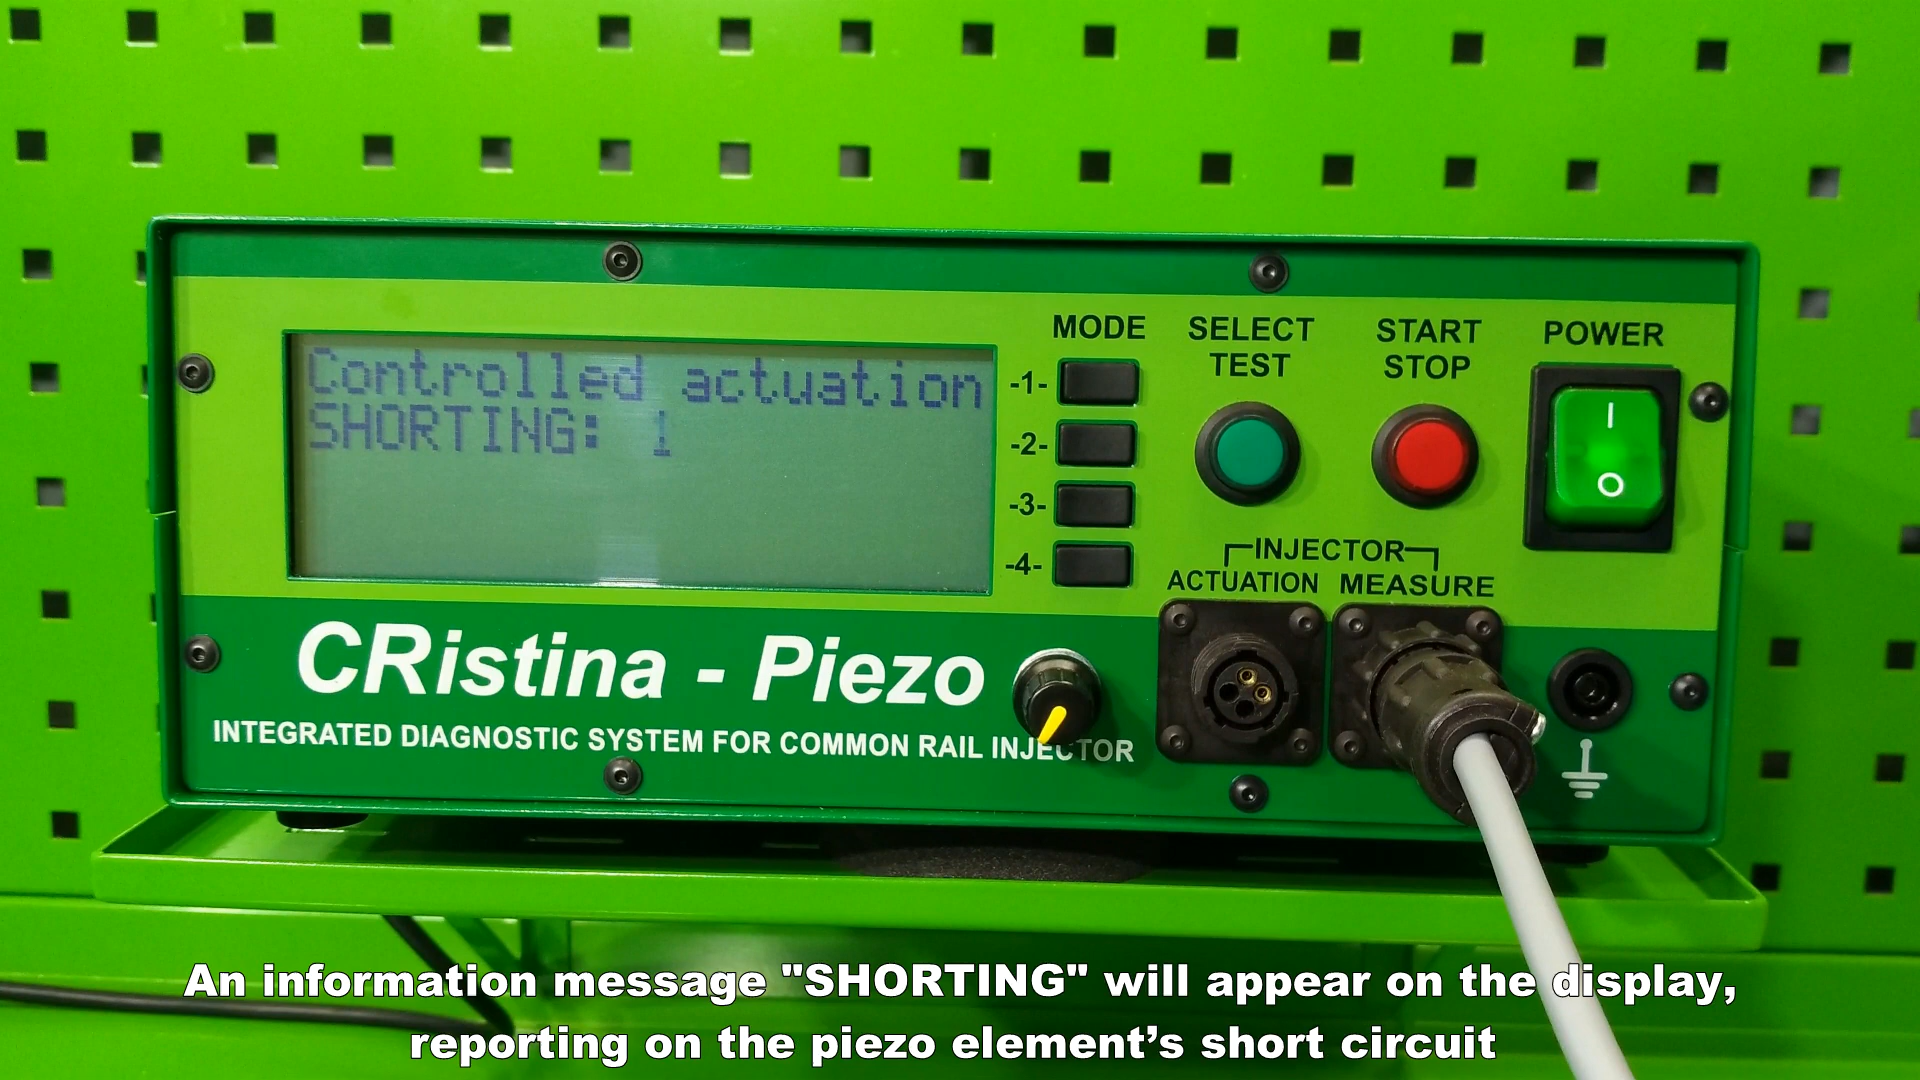 MODE
SELECT
TEST
START
STOP
POWER
Controlled actuation
SHORTING: 1
-1-
-2-
-3-
-4-
I
O
INJECTOR
ACTUATION MEASURE
CRistina - Piezo
INTEGRATED DIAGNOSTIC SYSTEM FOR COMMON RAIL INJECTOR
An information message "SHORTING" will appear on the display,
reporting on the piezo element’s short circuit